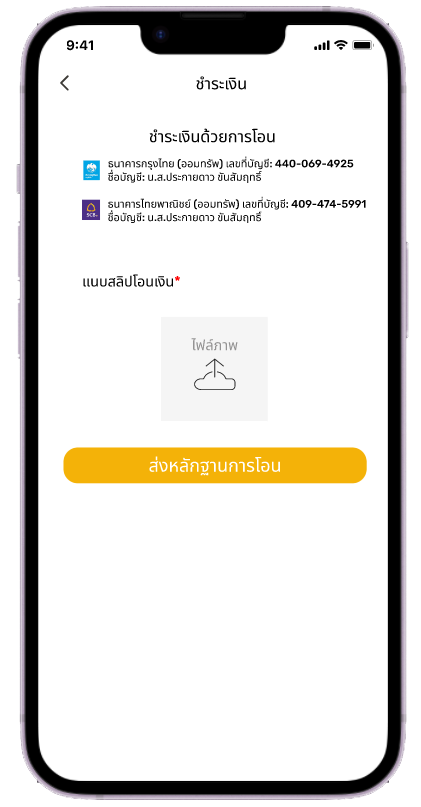 9:41
ชำระเงิน
ชำระเงินด้วยการโอน
ธนาคารกรุงไทย (ออมทรัพ) เลขที่บัญชี: 440-069-4925
ชื่อบัญชี: น.ส.ประกายดาว ขันสัมฤทธิ์
ธนาคารไทยพาณิชย์ (ออมทรัพ) เลขที่บัญชี: 409-474-5991
ชื่อบัญชี: น.ส.ประกายดาว ขันสัมฤทธิ์
SCB
แนบสลิปโอนเงิน*
ไฟล์ภาพ
ส่งหลักฐานการโอน